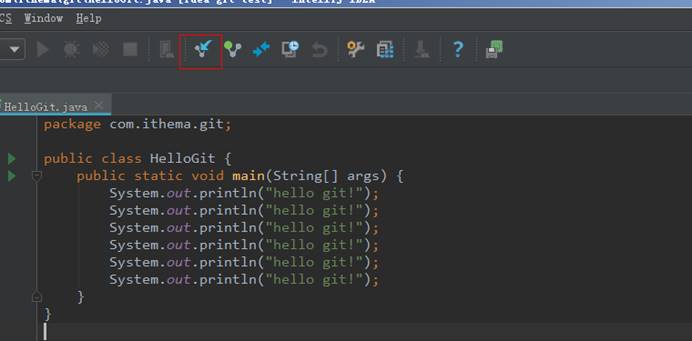 HelloGit.java [idea-git-test] - IntelliJ IDEA
CS Window Help
?
HelloGit.java
package com.ithema.git;
public class HelloGit {
public static void main(String[] args) {
System.out.println("hello git!");
System.out.println("hello git!");
System.out.println("hello git!");
System.out.println("hello git!");
System.out.println("hello git!");
System.out.println("hello git!");
}
}